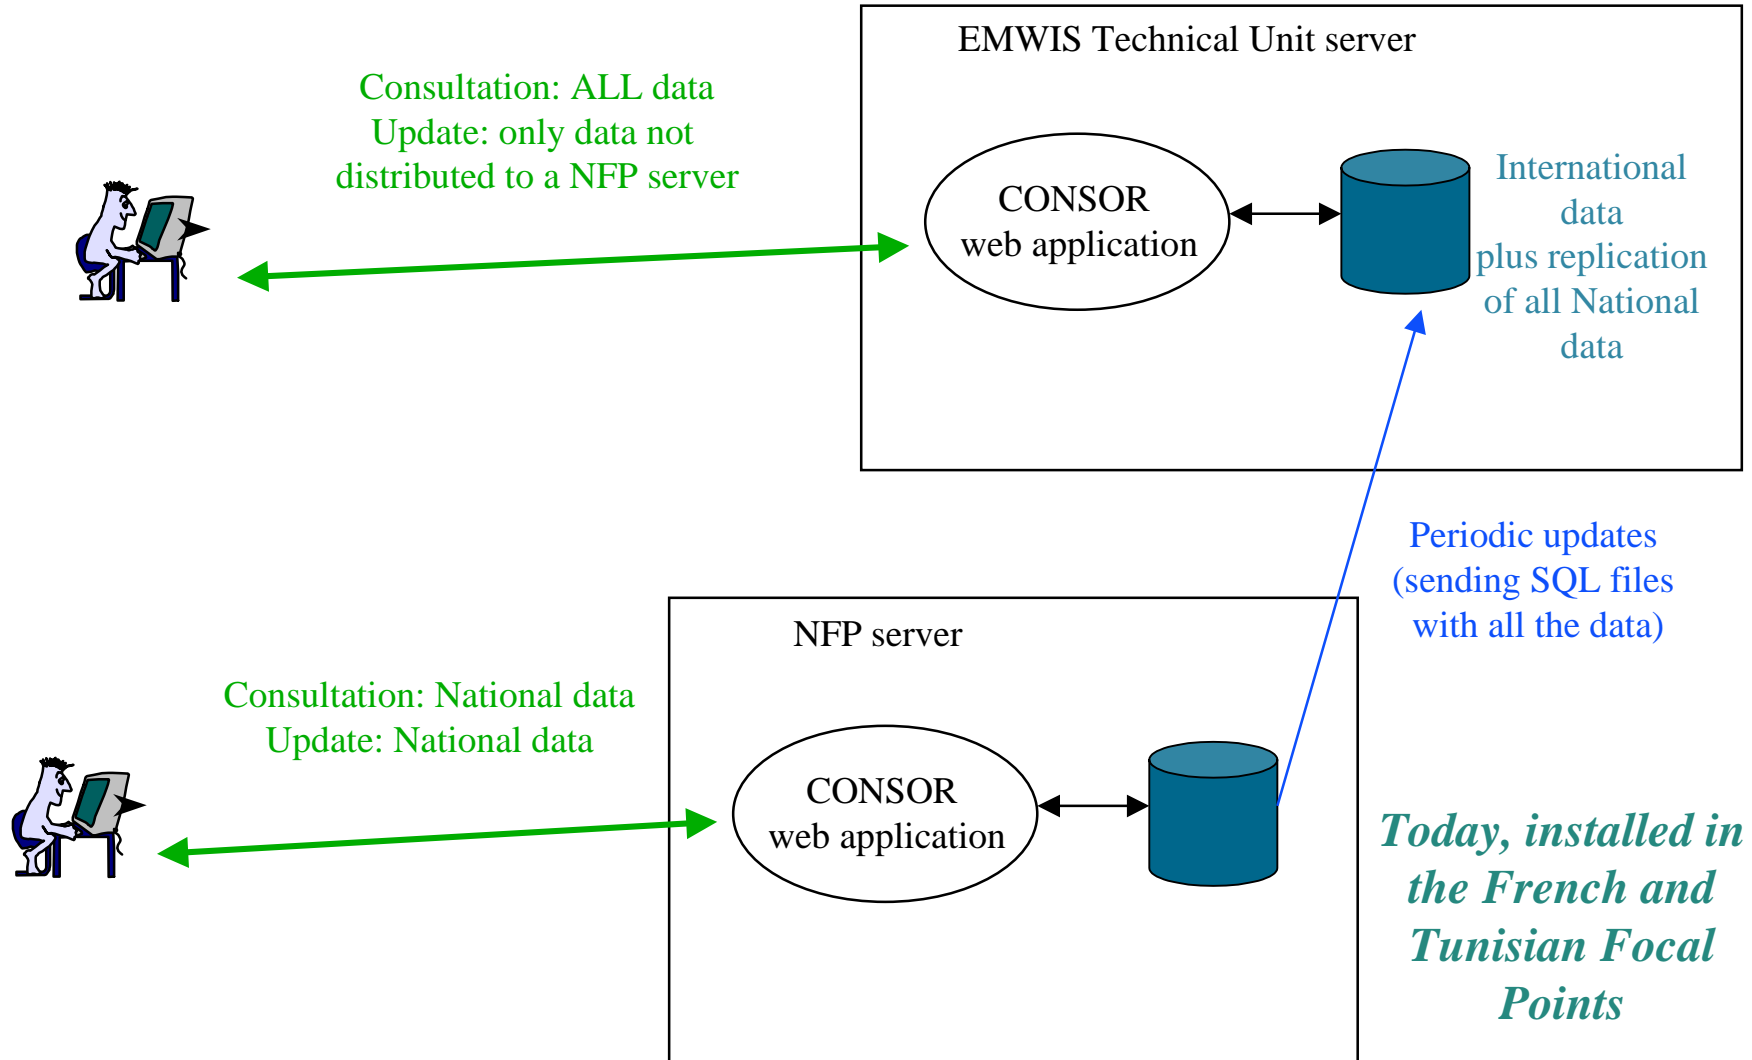 EMWIS Technical Unit server
Consultation: ALL data
Update: only data not
distributed to a NFP server
CONSOR
web application
International
data
plus replication
of all National
data
Periodic updates
(sending SQL files
with all the data)
NFP server
Consultation: National data
Update: National data
CONSOR
web application
Today, installed in
the French and
Tunisian Focal
Points